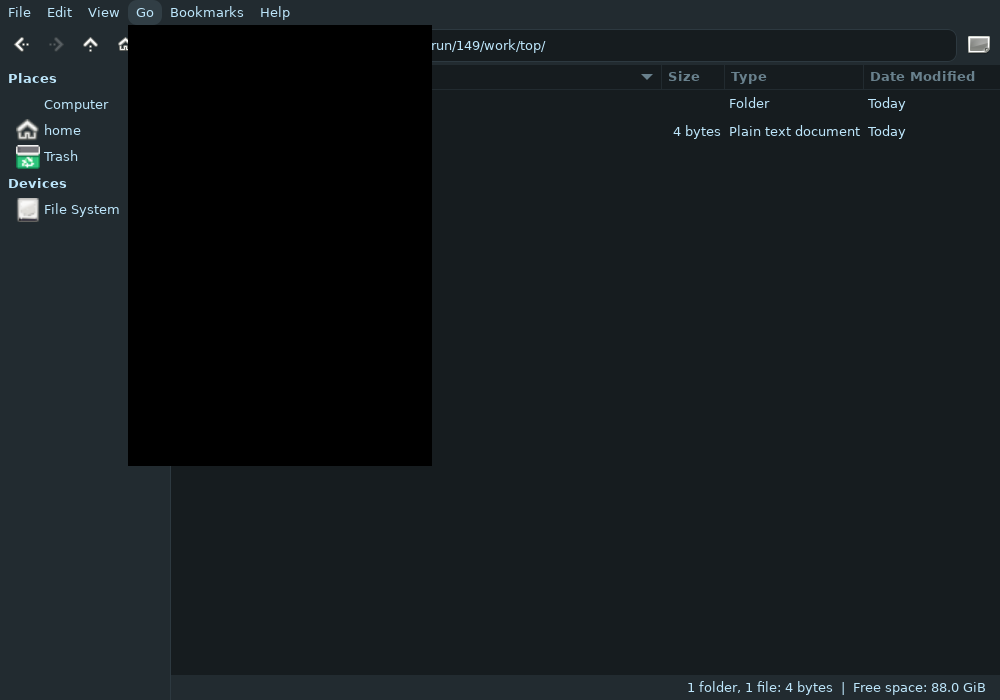 File Edit View Go Bookmarks Help
run/149/work/top/
Places
Size Type Date Modified
Computer
Folder Today
home
4 bytes Plain text document Today
Trash
Devices
File System
1 folder, 1 file: 4 bytes | Free space: 88.0 GiB